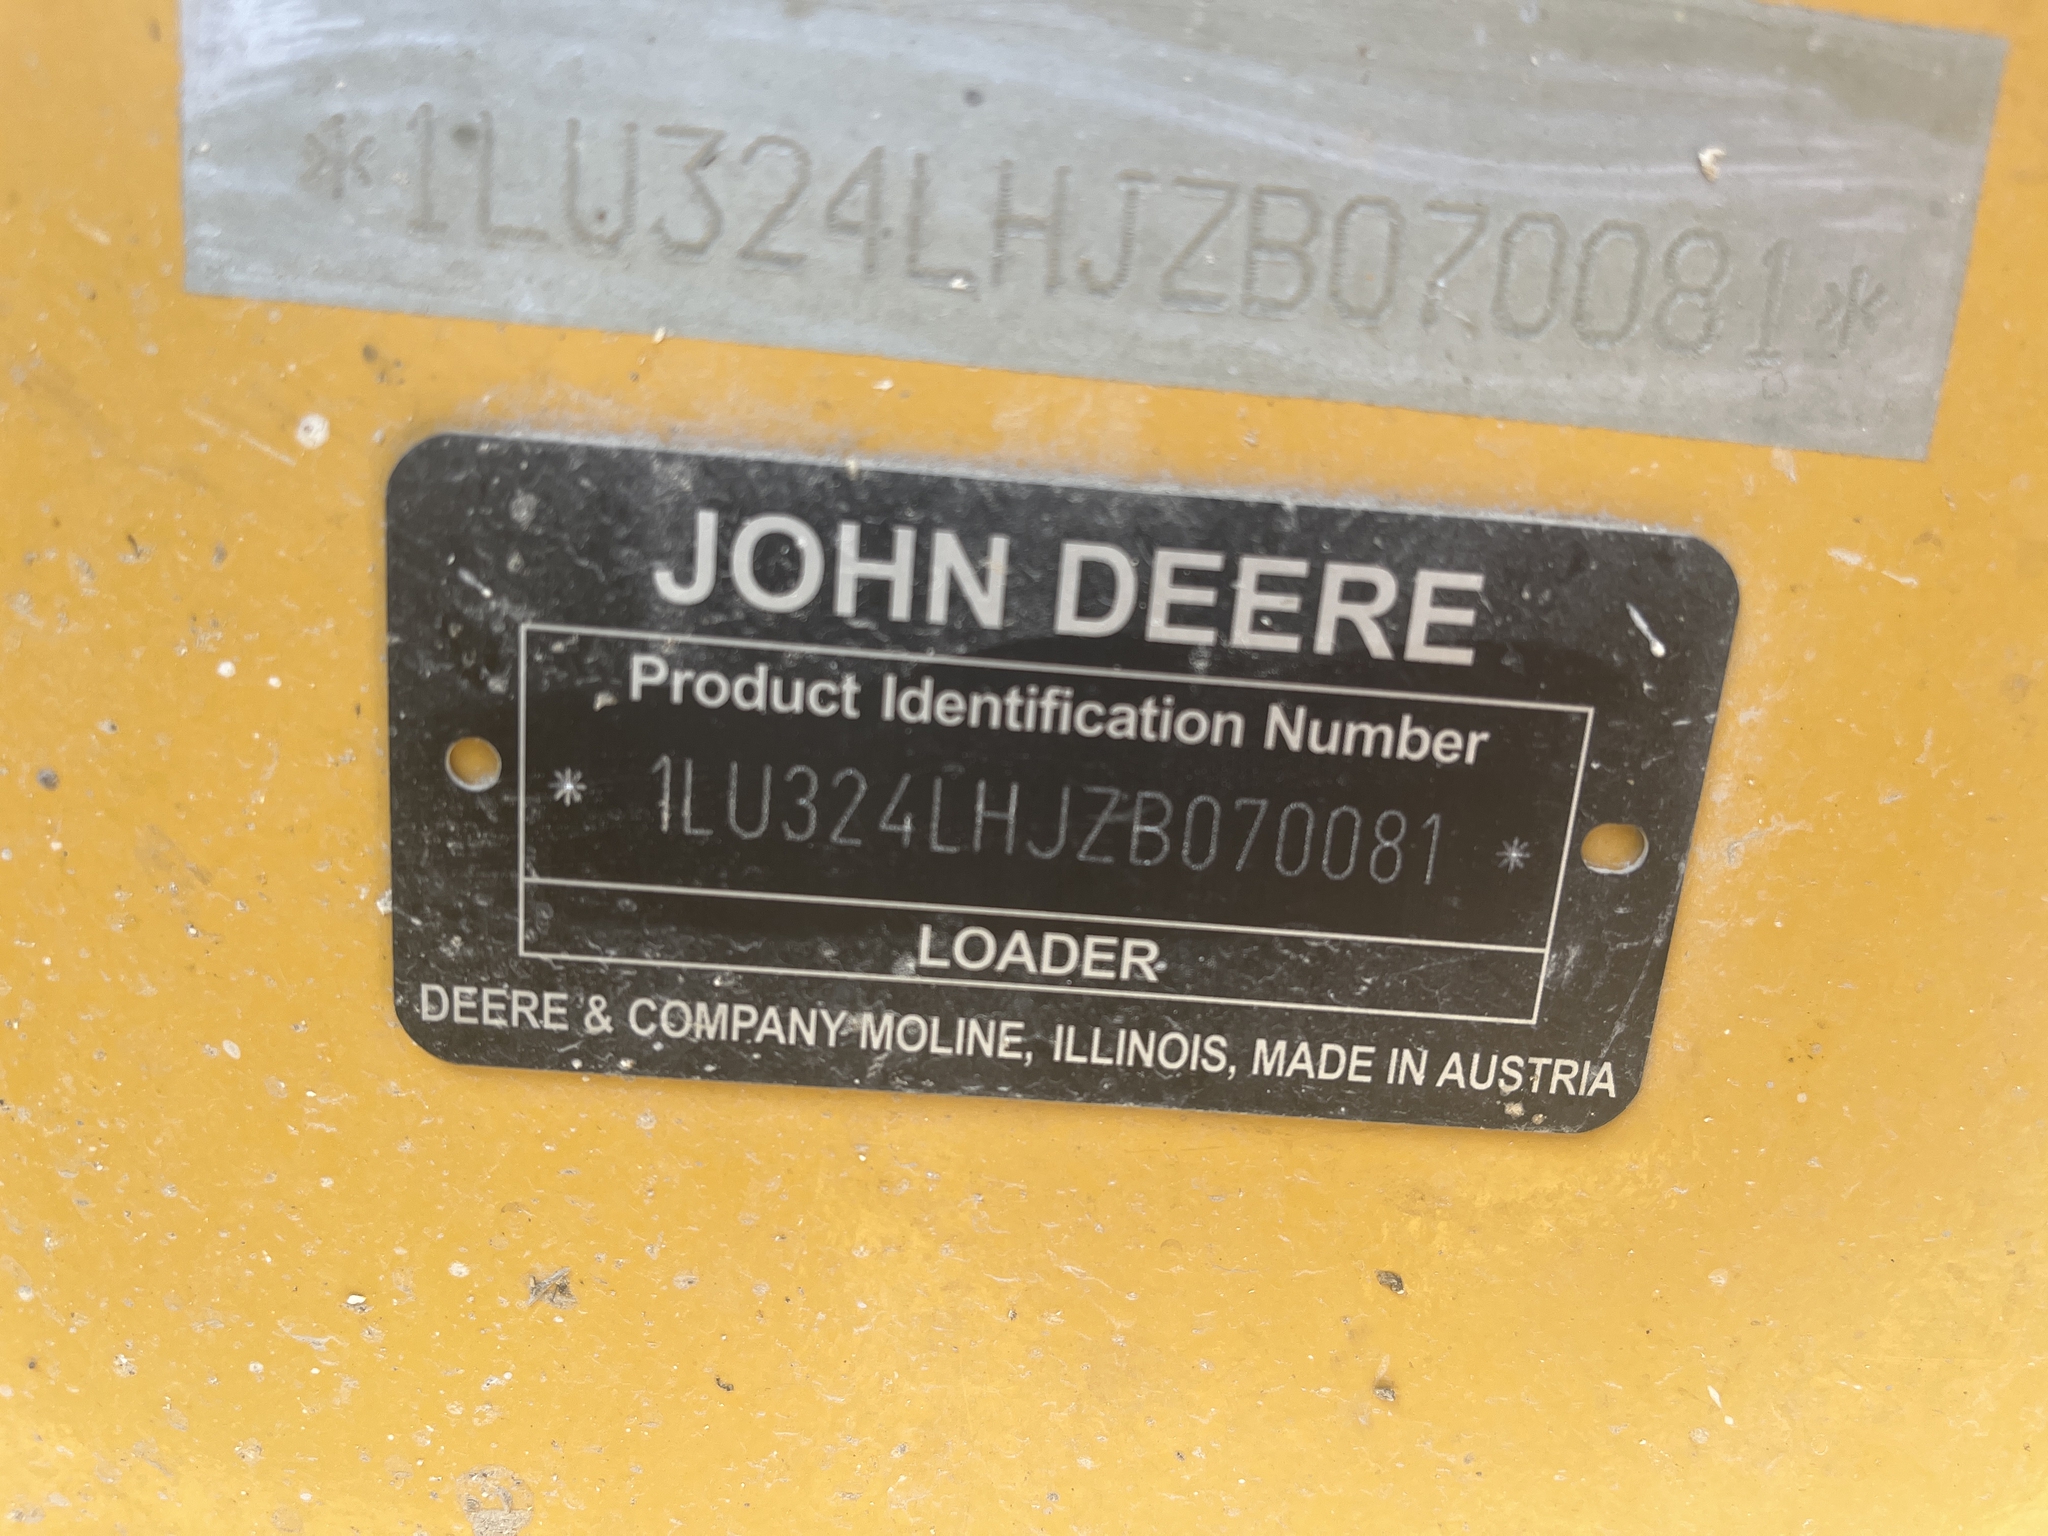 *1LU324LHJZB070081*
JOHN DEERE
Product Identification Number
* 1LU324LHJZB070081 *
LOADER
DEERE & COMPANY MOLINE, ILLINOIS, MADE IN AUSTRIA